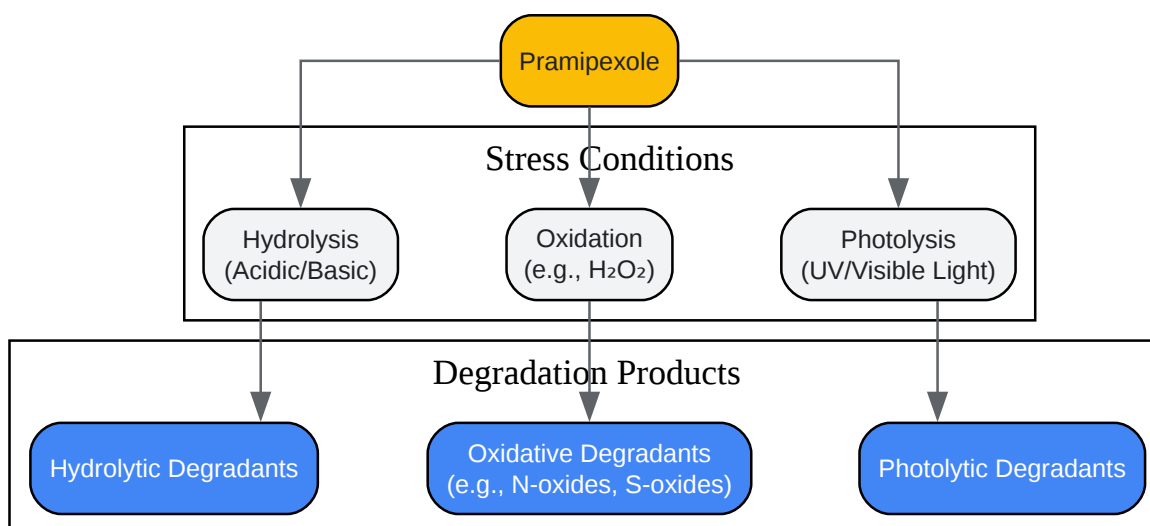 Pramipexole
Stress Conditions
Hydrolysis
(Acidic/Basic)
Oxidation
(e.g., H₂O₂)
Photolysis
(UV/Visible Light)
Degradation Products
Hydrolytic Degradants
Oxidative Degradants
(e.g., N-oxides, S-oxides)
Photolytic Degradants